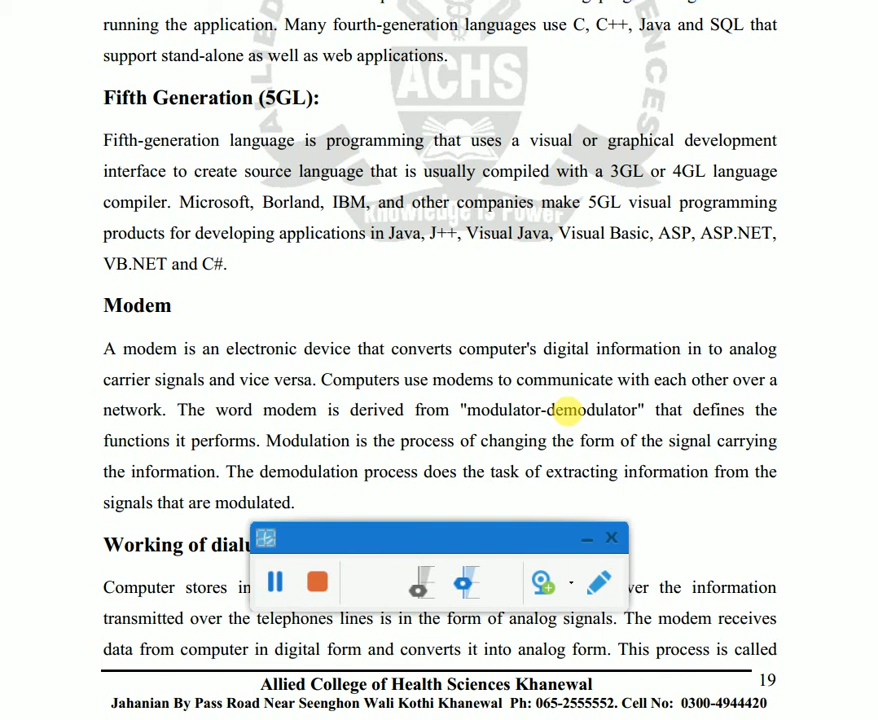 running the application. Many fourth-generation languages use C, C++, Java and SQL that
support stand-alone as well as web applications.
ACHS
Fifth Generation (5GL):
Fifth-generation language is programming that uses a visual or graphical development
interface to create source language that is usually compiled with a 3GL or 4GL language
compiler. Microsoft, Borland, IBM, and other companies make 5GL visual programming
Knowledge is Power
products for developing applications in Java, J++, Visual Java, Visual Basic, ASP, ASP.NET,
VB.NET and C#.
Modem
A modem is an electronic device that converts computer's digital information in to analog
carrier signals and vice versa. Computers use modems to communicate with each other over a
network. The word modem is derived from "modulator-demodulator" that defines the
functions it performs. Modulation is the process of changing the form of the signal carrying
the information. The demodulation process does the task of extracting information from the
signals that are modulated.
Working of
Computer stores in ver the information
transmitted over the telephones lines is in the form of analog signals. The modem receives
data from computer in digital form and converts it into analog form. This process is called
19
Allied College of Health Sciences Khanewal
Jahanian By Pass Road Near Seenghon Wali Kothi Khanewal Ph: 065-2555552. Cell No: 0300-4944420